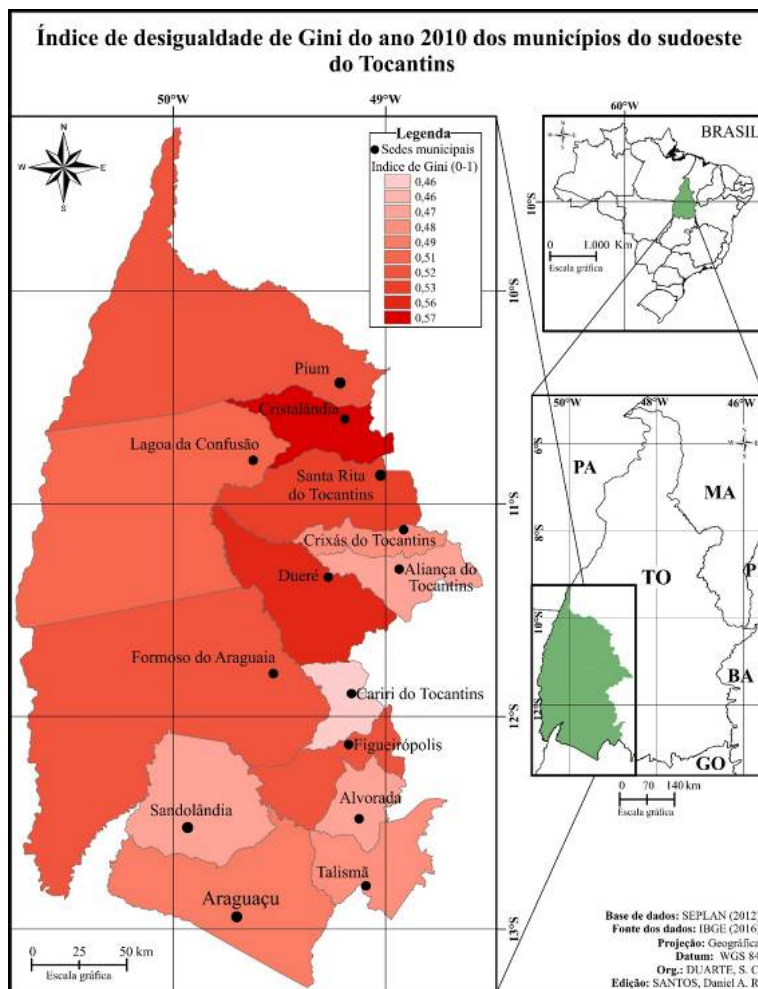 Índice de desigualdade de Gini do ano 2010 dos municípios do sudoeste
do Tocantins
50°W
49°W
N
W
E
S
Legenda
Sedes municipais
Indice de Gini (0-1)
0,46
0,46
0,47
0,48
0,49
0,51
0,52
0,53
0,56
0,57
10°S
11°S
12°S
13°S
Pium
Cristalândia
Lagoa da Confusão
Santa Rita
do Tocantins
Crixás do Tocantins
Dueré
Aliança do
Tocantins
Formoso do Araguaia
Cariri do Tocantins
Figueirópolis
Sandolândia
Alvorada
Talismã
Araguaçu
0 25 50 km
Escala gráfica
60°W
BRASIL
10°S
0 1.000 Km
Escala gráfica
50°W
48°W
46°W
6°S
8°S
10°S
12°S
PA
MA
TO
P
BA
GO
0 70 140 km
Escala gráfica
Base de dados: SEPLAN (2012)
Fonte dos dados: IBGE (2016)
Projeção: Geográfica
Datum: WGS 84
Org.: DUARTE, S. C.
Edição: SANTOS, Daniel A. R